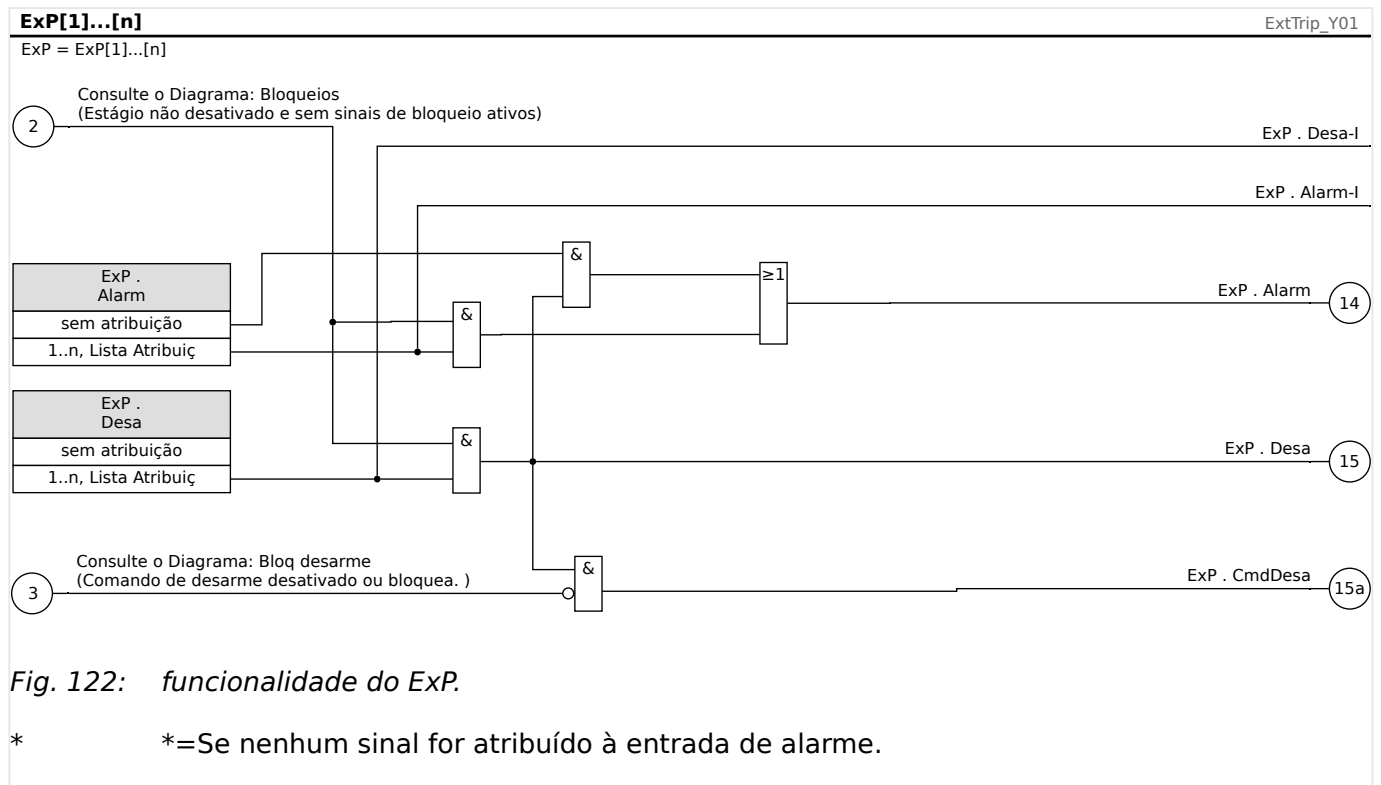 ExP[1]...[n]
ExtTrip_Y01
ExP = ExP[1]...[n]
Consulte o Diagrama: Bloqueios
(Estágio não desativado e sem sinais de bloqueio ativos)
2
ExP . Desa-I
ExP . Alarm-I
&
ExP .
Alarm
≥1
sem atribuição
&
ExP . Alarm
14
1..n, Lista Atribuiç
ExP .
Desa
sem atribuição
&
ExP . Desa
15
1..n, Lista Atribuiç
Consulte o Diagrama: Bloq desarme
(Comando de desarme desativado ou bloquea. )
3
&
ExP . CmdDesa
15a
Fig. 122: funcionalidade do ExP.
* *=Se nenhum sinal for atribuído à entrada de alarme.